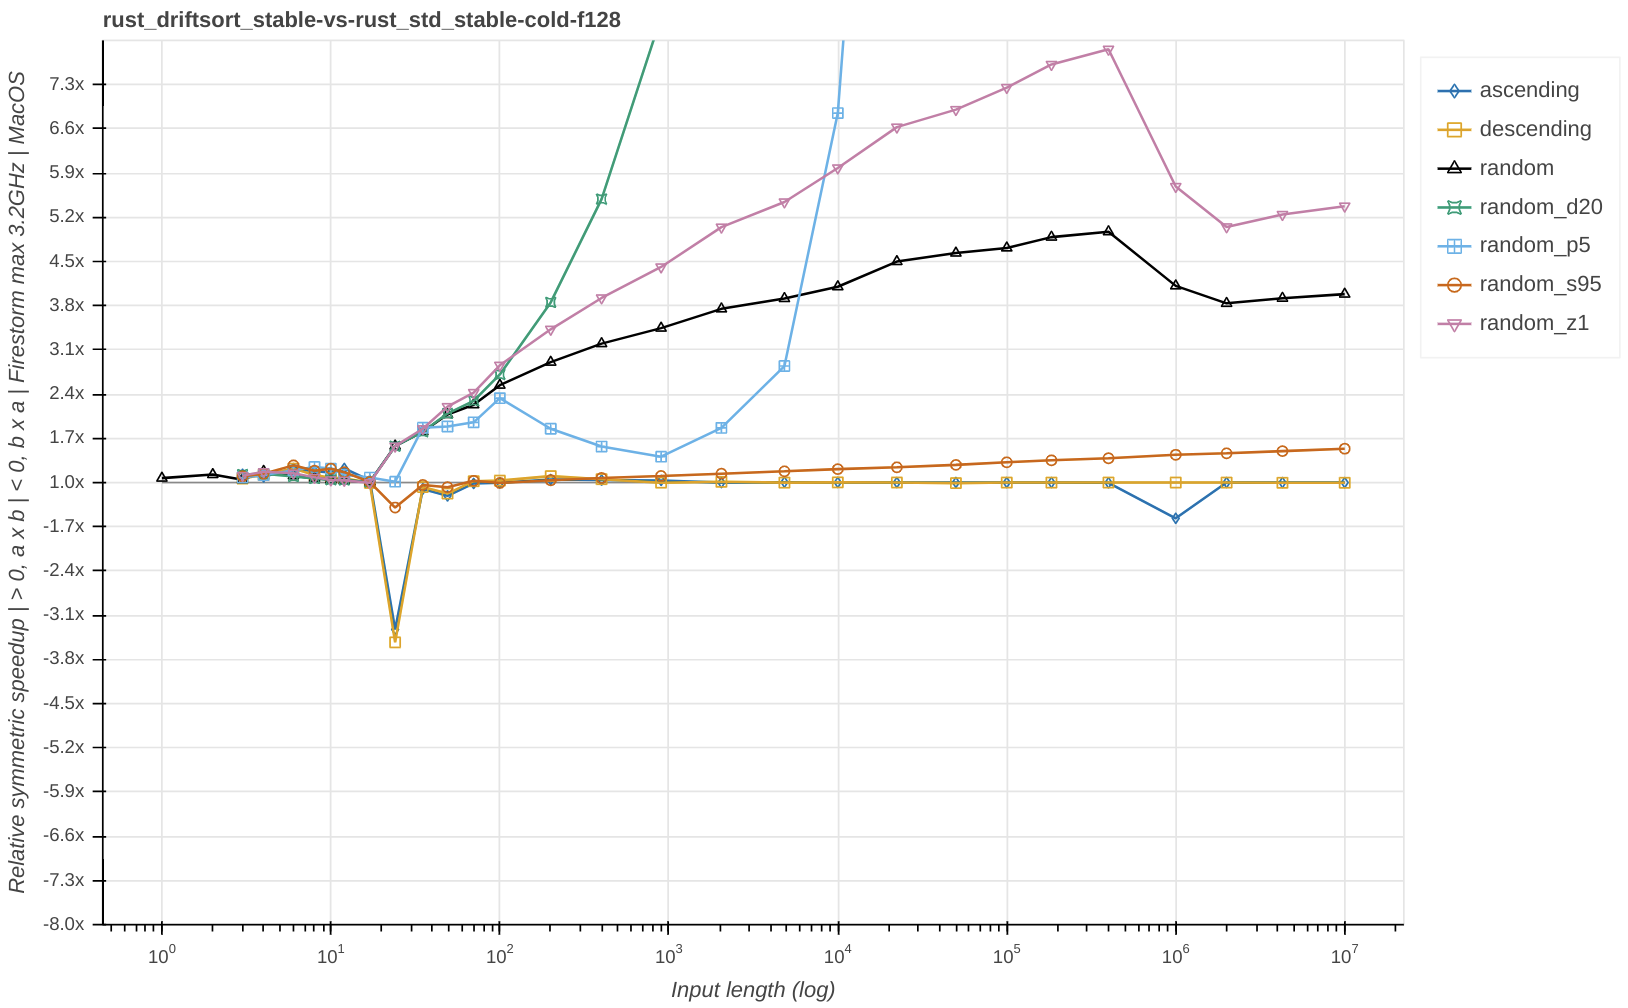 rust_driftsort_stable-vs-rust_std_stable-cold-f128
Relative symmetric speedup | > 0, a x b | < 0, b x a | Firestorm max 3.2GHz | MacOS
7.3x
6.6x
5.9x
5.2x
4.5x
3.8x
3.1x
2.4x
1.7x
1.0x
-1.7x
-2.4x
-3.1x
-3.8x
-4.5x
-5.2x
-5.9x
-6.6x
-7.3x
-8.0x
10^0 10^1 10^2 10^3 10^4 10^5 10^6 10^7
Input length (log)
ascending
descending
random
random_d20
random_p5
random_s95
random_z1